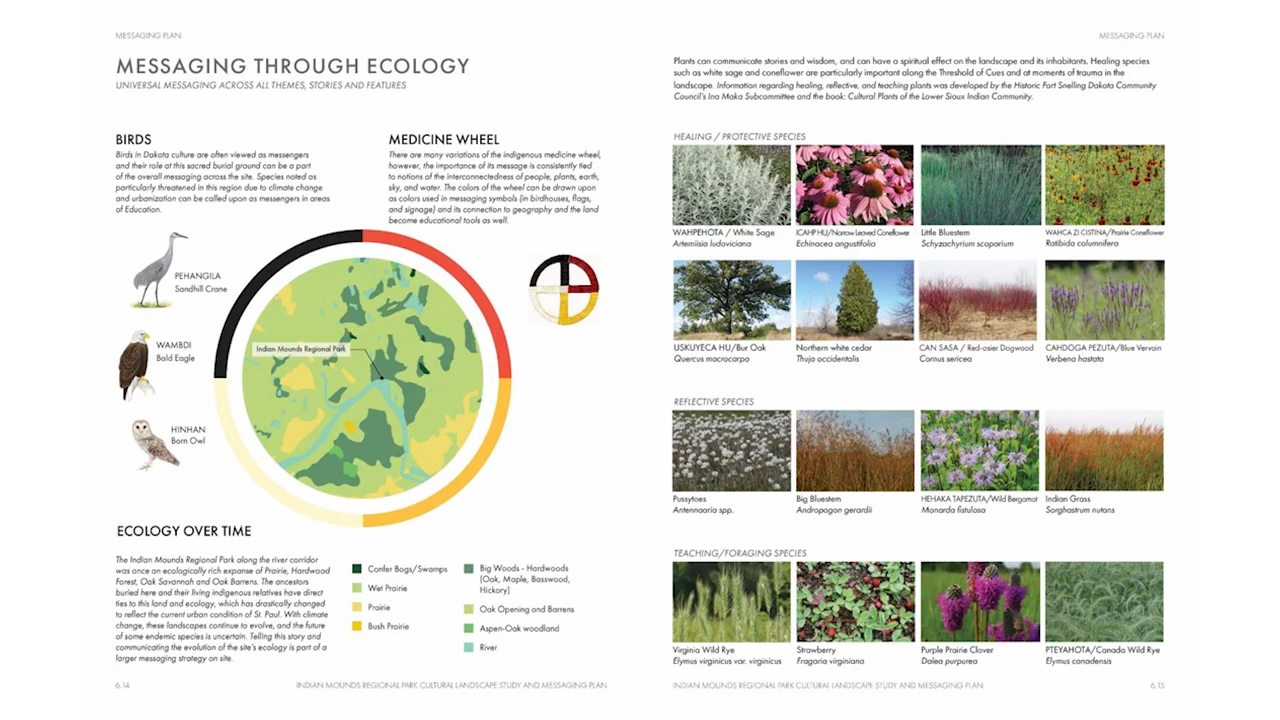 MESSAGING PLAN
MESSAGING THROUGH ECOLOGY
UNIVERSAL MESSAGING ACROSS ALL THEMES, STORIES AND FEATURES
BIRDS
Birds in Dakota culture are often viewed as messengers
and their role at this sacred burial ground can be a part
of the overall messaging across the site. Species noted as
particularly threatened in this region due to climate change
and urbanization can be called upon as messengers in areas
of Education.
MEDICINE WHEEL
There are many variations of the indigenous medicine wheel,
however, the importance of its message is consistently tied
to notions of the interconnectedness of people, plants, earth,
sky, and water. The colors of the wheel can be drawn upon
as colors used in messaging symbols (in birdhouses, flags,
and signage) and its connection to geography and the land
become educational tools as well.
PEHANGILA
Sandhill Crane
WAMBDI
Bald Eagle
HINHAN
Barn Owl
Indian Mounds Regional Park
ECOLOGY OVER TIME
The Indian Mounds Regional Park along the river corridor
was once an ecologically rich expanse of Prairie, Hardwood
Forest, Oak Savannah and Oak Barrens. The ancestors
buried here and their living indigenous relatives have direct
ties to this land and ecology, which has drastically changed
to reflect the current urban condition of St. Paul. With climate
change, these landscapes continue to evolve, and the future
of some endemic species is uncertain. Telling this story and
communicating the evolution of the site's ecology is part of a
larger messaging strategy on site.
Confer Bogs/Swamps
Wet Prairie
Prairie
Bush Prairie
Big Woods - Hardwoods
(Oak, Maple, Basswood,
Hickory)
Oak Opening and Barrens
Aspen-Oak woodland
River
6.14
INDIAN MOUNDS REGIONAL PARK CULTURAL LANDSCAPE STUDY AND MESSAGING PLAN
MESSAGING PLAN
Plants can communicate stories and wisdom, and can have a spiritual effect on the landscape and its inhabitants. Healing species
such as white sage and coneflower are particularly important along the Threshold of Cues and at moments of trauma in the
landscape. Information regarding healing, reflective, and teaching plants was developed by the Historic Fort Snelling Dakota Community
Council's Ina Maka Subcommittee and the book: Cultural Plants of the Lower Sioux Indian Community.
HEALING / PROTECTIVE SPECIES
WAHPEHOTA / White Sage
Artemiisia ludoviciana
ICAHP HU/Narrow Leaved Coneflower
Echinacea angustifolia
Little Bluestem
Schyzachyrium scoparium
WAHCA ZI CISTINA/Prairie Coneflower
Ratibida columnifera
USKUYECA HU/Bur Oak
Quercus macrocarpa
Northern white cedar
Thuja occidentalis
CAN SASA / Red-osier Dogwood
Cornus sericea
CAHDOGA PEZUTA/Blue Vervain
Verbena hastata
REFLECTIVE SPECIES
Pussytoes
Antennaaria spp.
Big Bluestem
Andropogon gerardii
HEHAKA TAPEZUTA/Wild Bergamot
Monarda fistulosa
Indian Grass
Sorghastrum nutans
TEACHING/FORAGING SPECIES
Virginia Wild Rye
Elymus virginicus var. virginicus
Strawberry
Fragaria virginiana
Purple Prairie Clover
Dalea purpurea
PTEYAHOTA/Canada Wild Rye
Elymus canadensis
INDIAN MOUNDS REGIONAL PARK CULTURAL LANDSCAPE STUDY AND MESSAGING PLAN
6.15